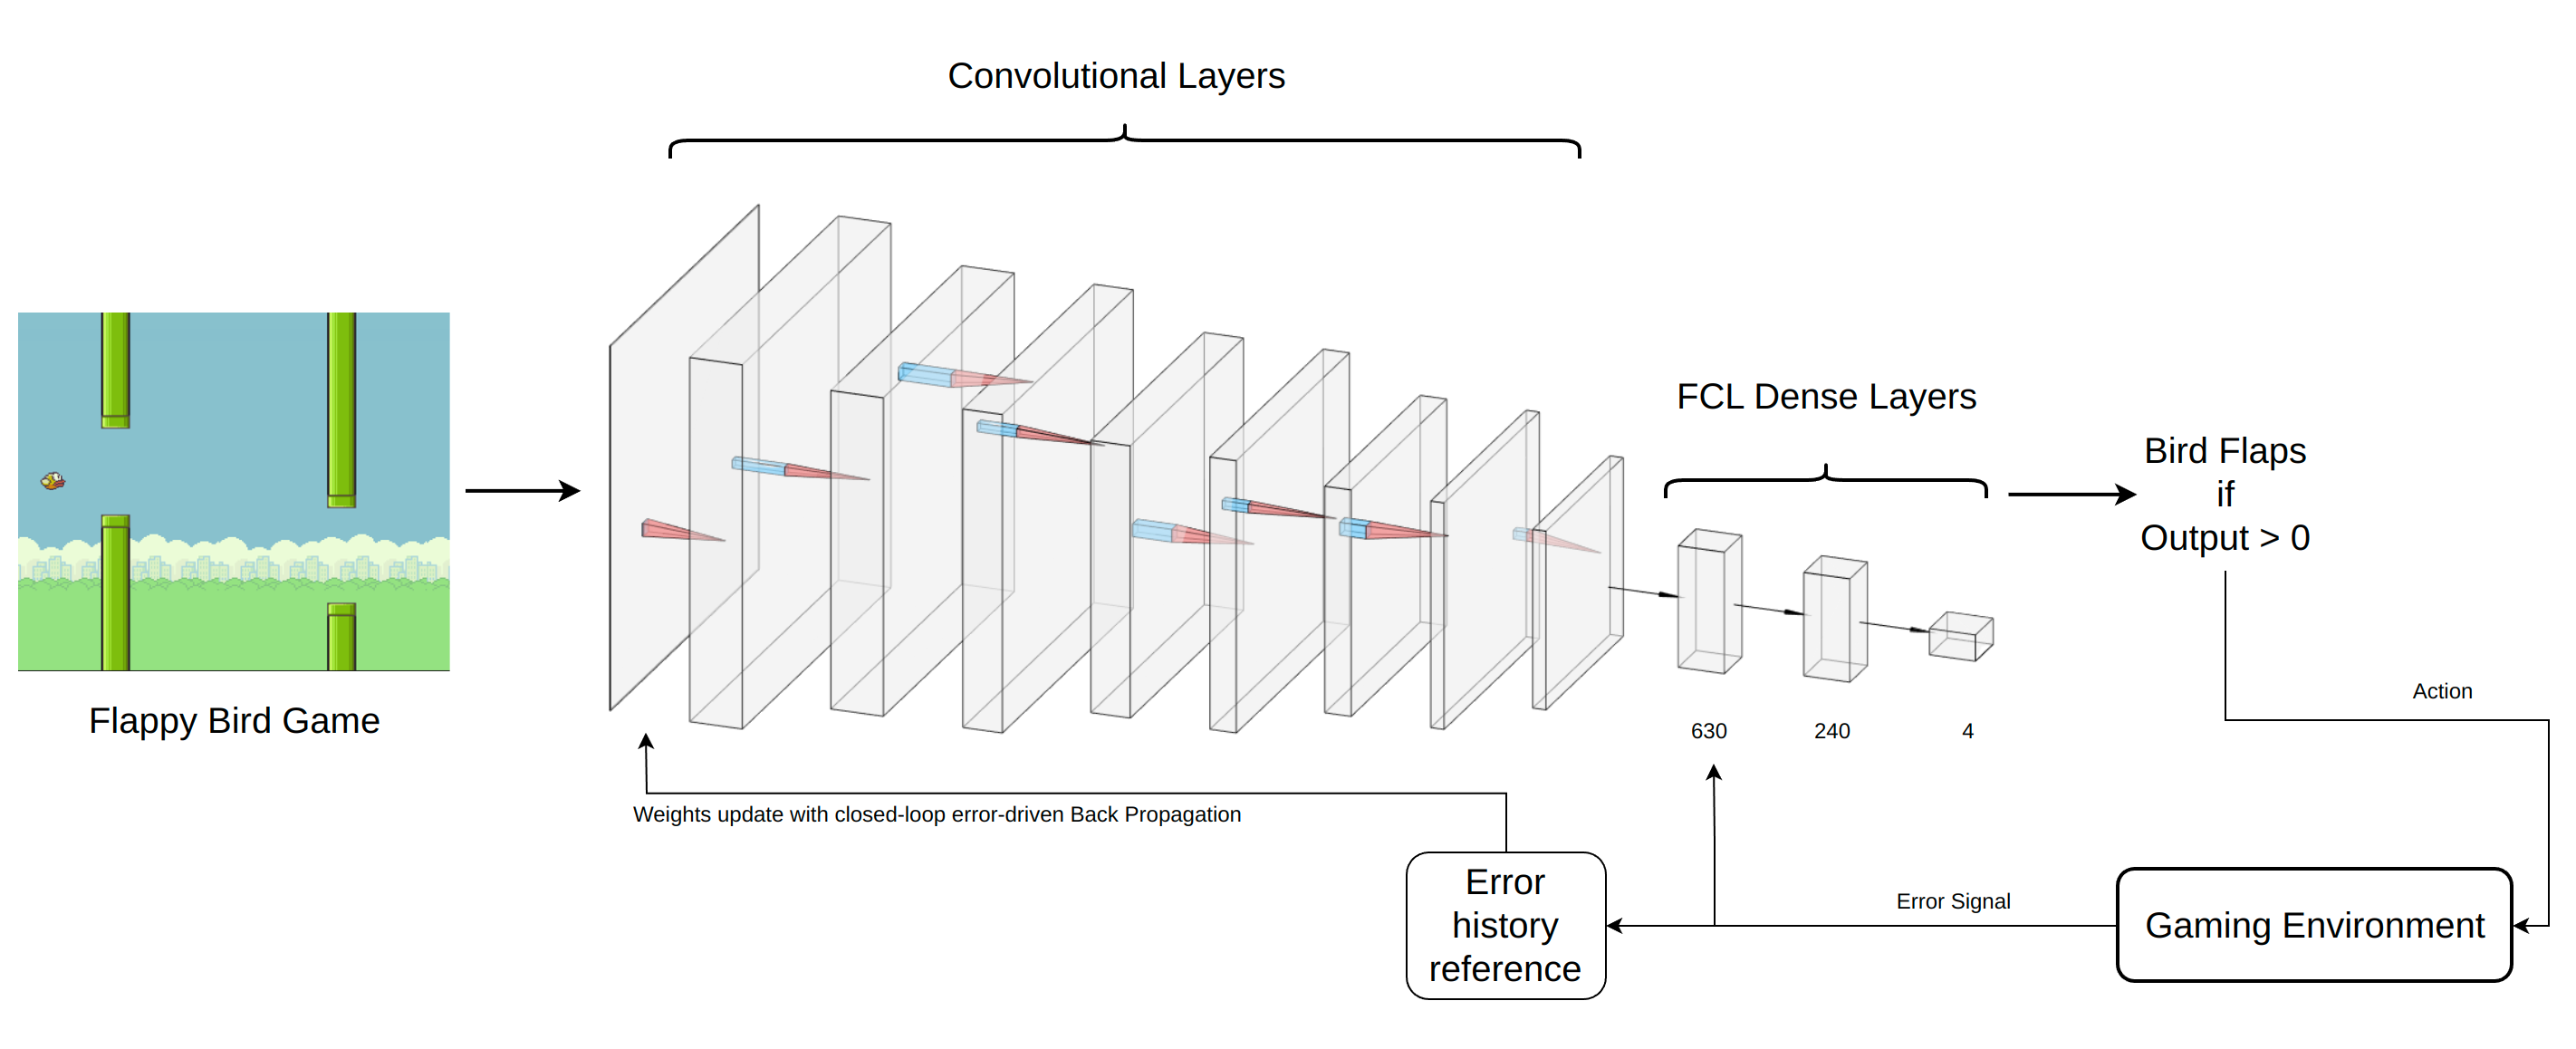 Convolutional Layers
Flappy Bird Game
FCL Dense Layers
630
240
4
Bird Flaps
if
Output > 0
Action
Weights update with closed-loop error-driven Back Propagation
Error
history
reference
Error Signal
Gaming Environment